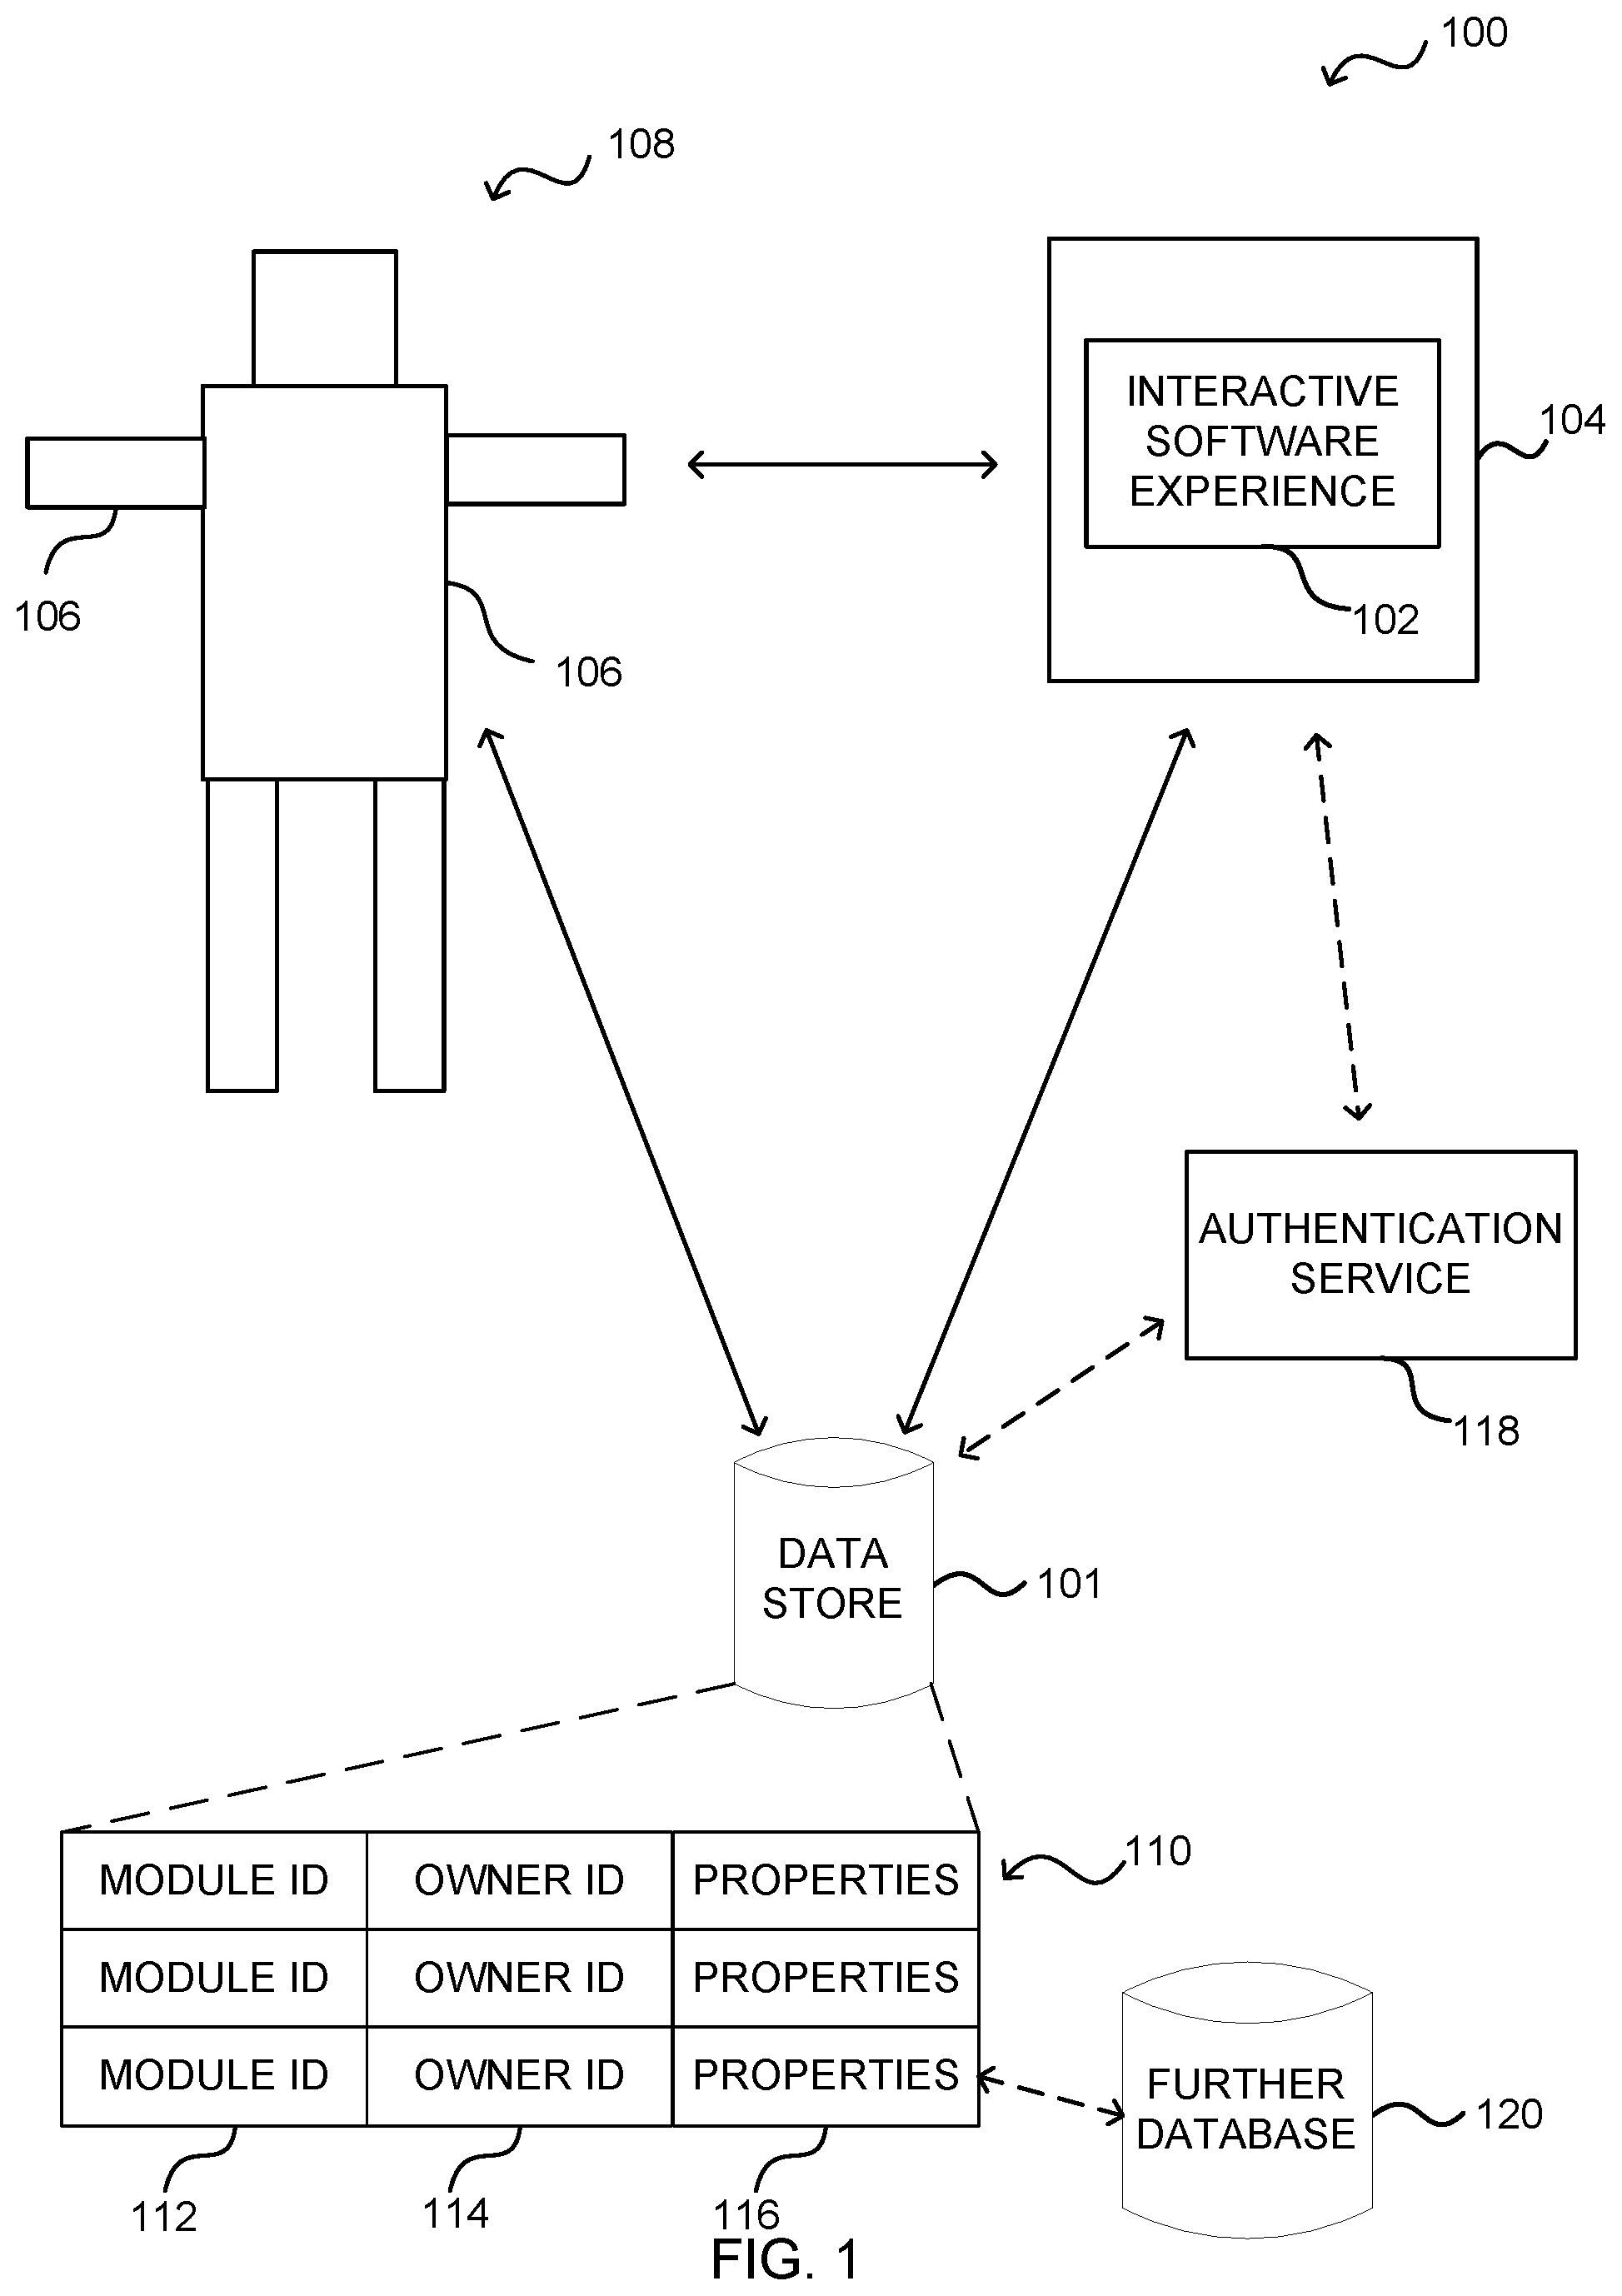 100
108
INTERACTIVE
SOFTWARE
EXPERIENCE
104
106
102
106
AUTHENTICATION
SERVICE
118
DATA
STORE
101
110
MODULE ID OWNER ID PROPERTIES
MODULE ID OWNER ID PROPERTIES
MODULE ID OWNER ID PROPERTIES
FURTHER
DATABASE
120
112 114 116
FIG. 1